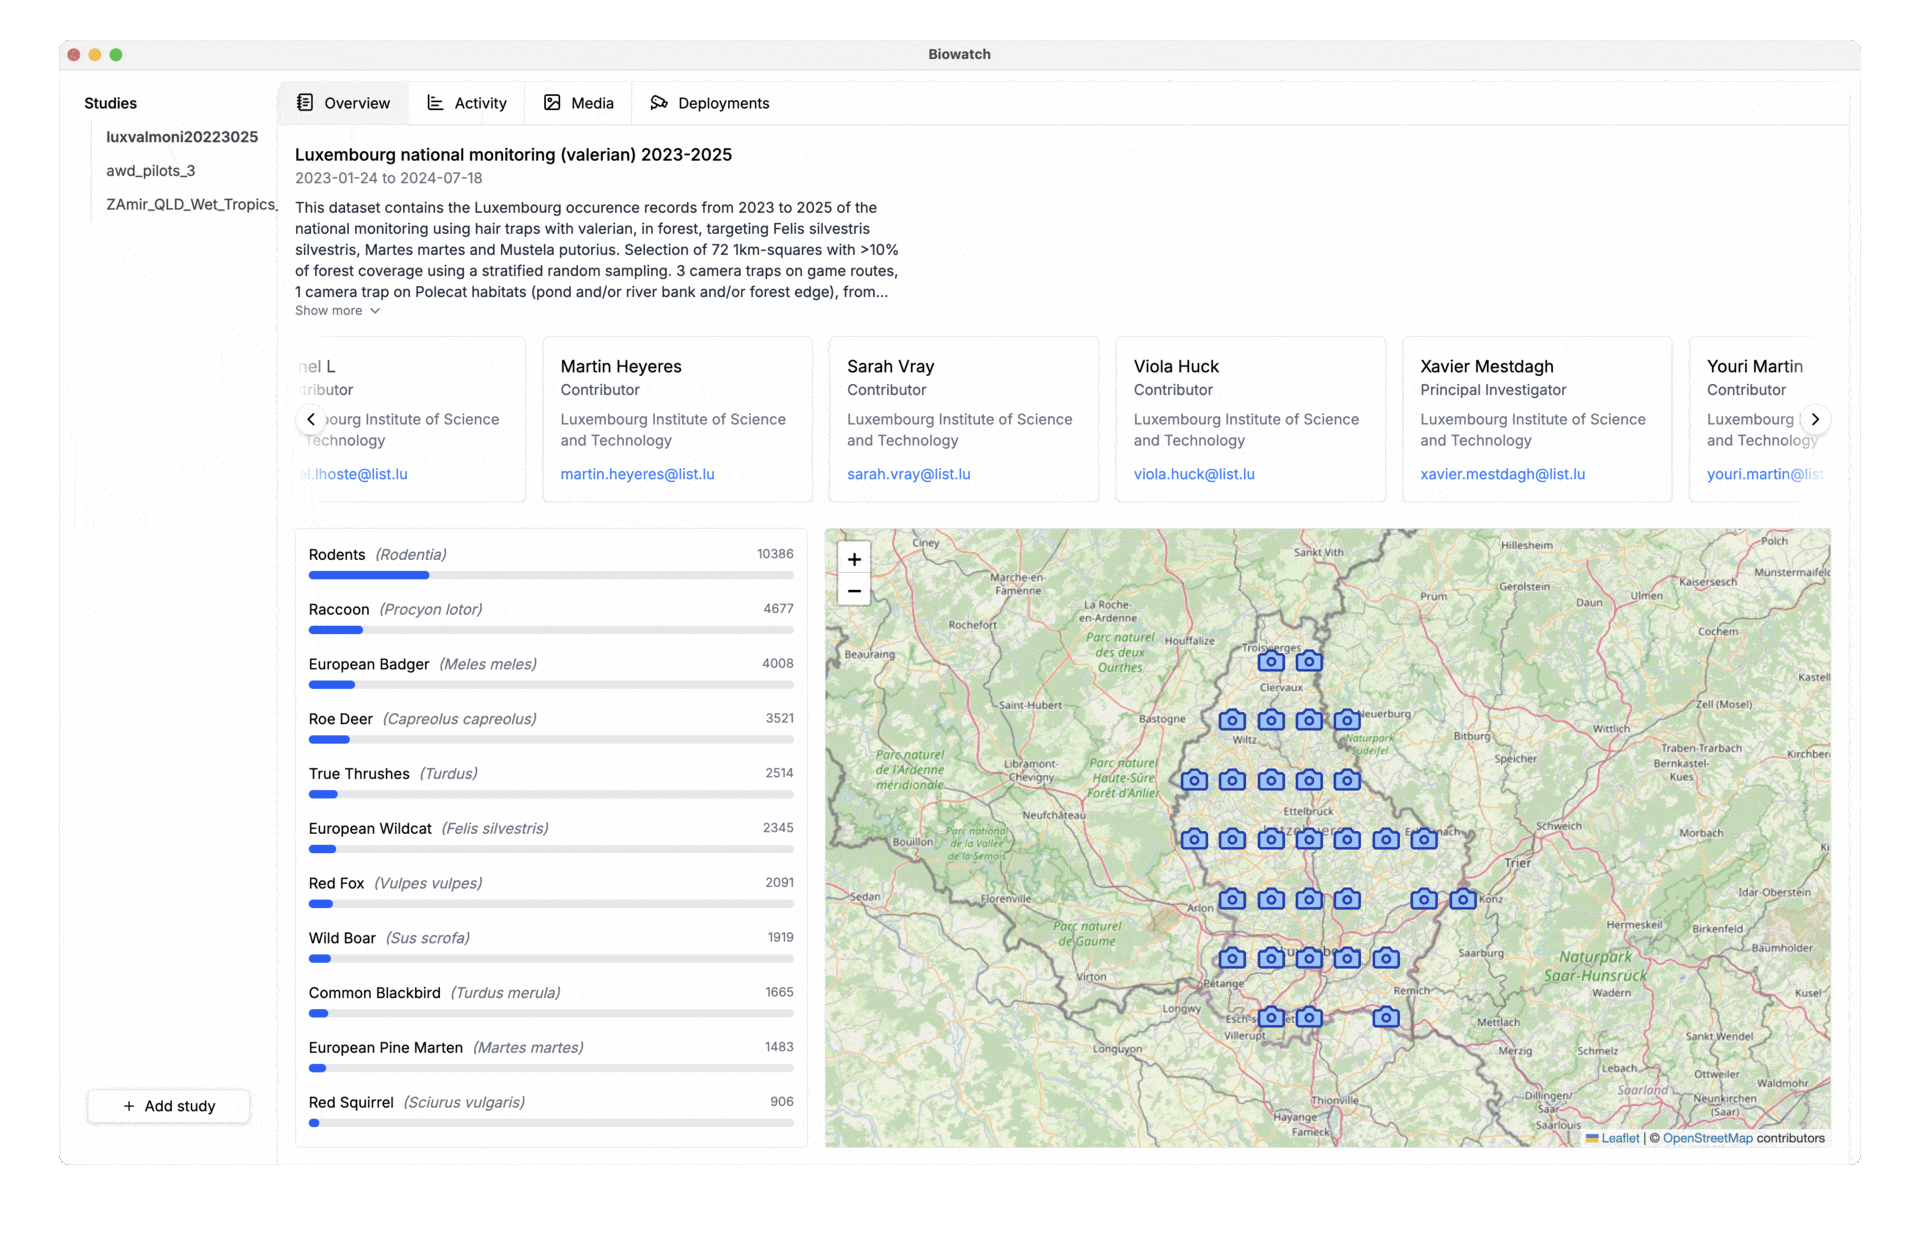 Biowatch
Studies
luxvalmoni20223025
awd_pilots_3
ZAmir_QLD_Wet_Tropics_
Overview
Activity
Media
Deployments
Luxembourg national monitoring (valerian) 2023-2025
2023-01-24 to 2024-07-18
This dataset contains the Luxembourg occurence records from 2023 to 2025 of the
national monitoring using hair traps with valerian, in forest, targeting Felis silvestris
silvestris, Martes martes and Mustela putorius. Selection of 72 1km-squares with >10%
of forest coverage using a stratified random sampling. 3 camera traps on game routes,
1 camera trap on Polecat habitats (pond and/or river bank and/or forest edge), from...
Show more
nel L
tributor
bourg Institute of Science
Technology
el.lhoste@list.lu
Martin Heyeres
Contributor
Luxembourg Institute of Science
and Technology
martin.heyeres@list.lu
Sarah Vray
Contributor
Luxembourg Institute of Science
and Technology
sarah.vray@list.lu
Viola Huck
Contributor
Luxembourg Institute of Science
and Technology
viola.huck@list.lu
Xavier Mestdagh
Principal Investigator
Luxembourg Institute of Science
and Technology
xavier.mestdagh@list.lu
Youri Martin
Contributor
Luxembourg
and Technology
youri.martin@list.
Rodents (Rodentia) 10386
Raccoon (Procyon lotor) 4677
European Badger (Meles meles) 4008
Roe Deer (Capreolus capreolus) 3521
True Thrushes (Turdus) 2514
European Wildcat (Felis silvestris) 2345
Red Fox (Vulpes vulpes) 2091
Wild Boar (Sus scrofa) 1919
Common Blackbird (Turdus merula) 1665
European Pine Marten (Martes martes) 1483
Red Squirrel (Sciurus vulgaris) 906
+ Add study
+
−
Ciney
Sankt Vith
Hillesheim
Polch
Marche-en-
Famenne
Gerolstein
Kaisersesch
Münstermaifeld
La Roche-
en-Ardenne
Prüm
Daun
Ulmen
Rochefort
Parc naturel
des deux
Ourthes
Houffalize
Cochem
Beauraing
Troisvierges
Clervaux
Kastell
Saint-Hubert
Bastogne
Neuerburg
Zell (Mosel)
Wiltz
Naturpark
Südeifel
Bitburg
Wittlich
Parc naturel
de l'Ardenne
méridionale
Libramont-
Chevigny
Parc naturel
Haute-Sûre
Forêt d'Anlier
Speicher
Traben-Trarbach
Bernkastel-
Kues
Kirchber
Neufchâteau
Ettelbruck
Schweich
Morbach
Bouillon
Parc national
de la Vallée
de la Semois
Trier
Sedan
Florenville
Arlon
Konz
Idar-Oberstein
Parc naturel
de Gaume
Hermeskeil
Birkenfeld
Baumholder
Saarburg
Naturpark
Saar-Hunsrück
Virton
Pétange
Remich
Wadern
Kusel
Longwy
Villerupt
Mettlach
Sankt Wendel
Longuyon
Merzig
Schmelz
Lebach
Ottweiler
Waldmohr
Saarland
Neunkirchen
(Saar)
Thionville
Dillingen/
Saar
Hayange
Fameck
Saarlouis
Leaflet | © OpenStreetMap contributors